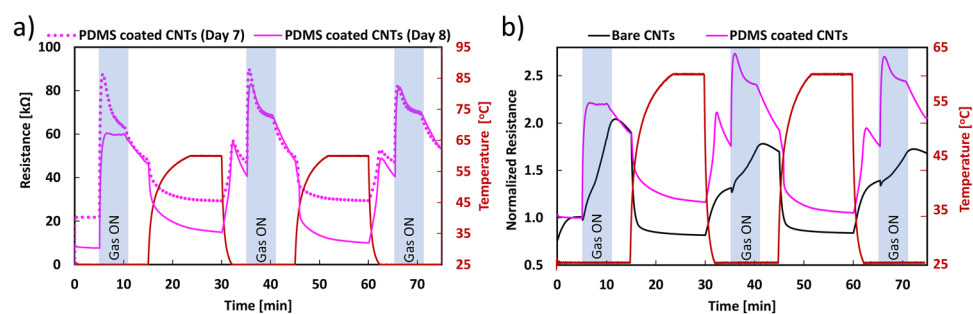 a)
PDMS coated CNTs (Day 7)
PDMS coated CNTs (Day 8)
Resistance
[kΩ]
100
80
60
40
20
0
Gas ON
Gas ON
Gas ON
95
85
75
65
55
45
35
25
Temperature [°C]
0 10 20 30 40 50 60 70
Time [min]
b)
Bare CNTs
PDMS coated CNTs
Normalized Resistance
2.5
2.0
1.5
1.0
0.5
Gas ON
Gas ON
Gas ON
65
55
45
34
25
Temperature [°C]
0 10 20 30 40 50 60 70
Time [min]